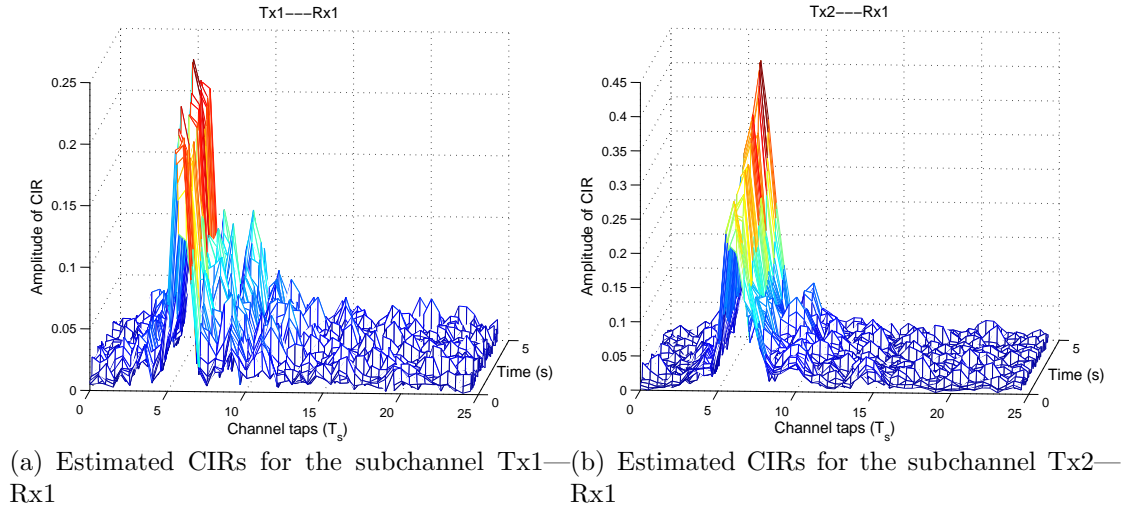 Tx1---Rx1
0.25
0.2
0.15
0.1
0.05
0
Amplitude of CIR
0 5 10 15 20 25
Channel taps (Ts)
0 5
Time (s)
Tx2---Rx1
0.45
0.4
0.35
0.3
0.25
0.2
0.15
0.1
0.05
0
Amplitude of CIR
0 5 10 15 20 25
Channel taps (Ts)
0 5
Time (s)
(a) Estimated CIRs for the subchannel Tx1—
Rx1
(b) Estimated CIRs for the subchannel Tx2—
Rx1